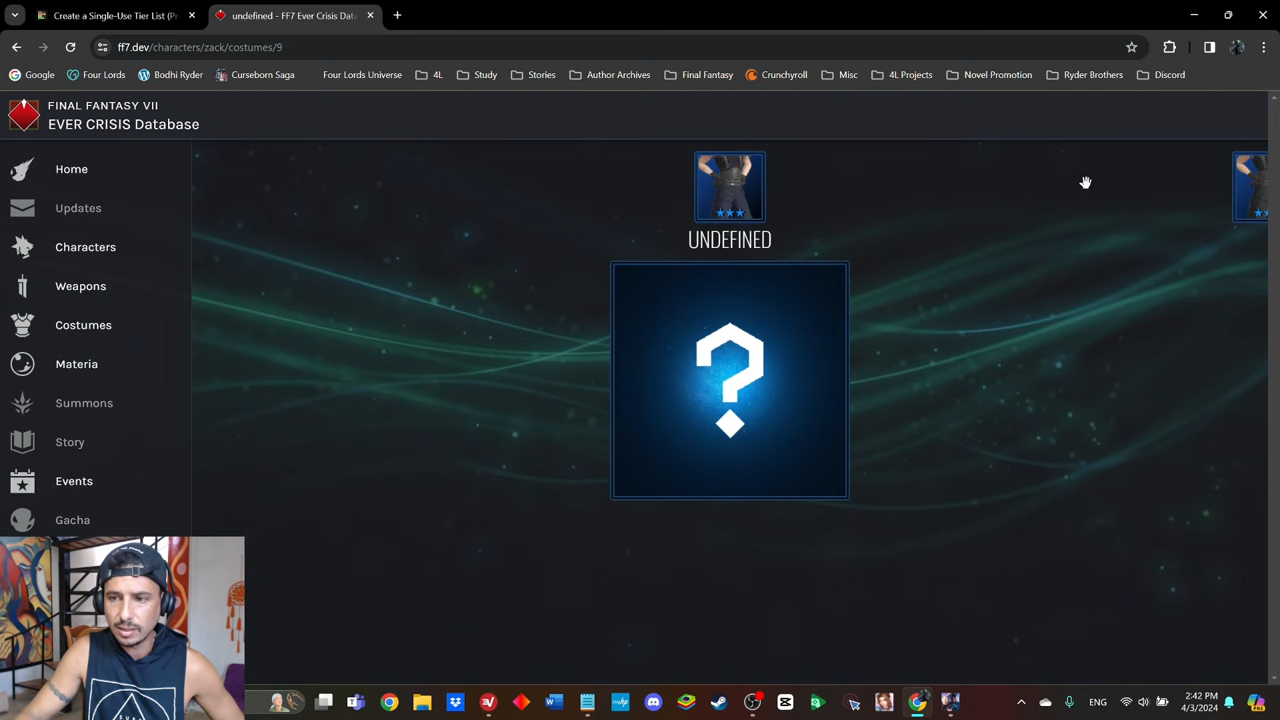 Create a Single-Use Tier List (Pr
undefined - FF7 Ever Crisis Data
ff7.dev/characters/zack/costumes/9
Google
Four Lords
Bodhi Ryder
Curseborn Saga
Four Lords Universe
4L
Study
Stories
Author Archives
Final Fantasy
Crunchyroll
Misc
4L Projects
Novel Promotion
Ryder Brothers
Discord
FINAL FANTASY VII
EVER CRISIS Database
Home
Updates
Characters
Weapons
Costumes
Materia
Summons
Story
Events
Gacha
UNDEFINED
?
ENG
2:42 PM
4/3/2024